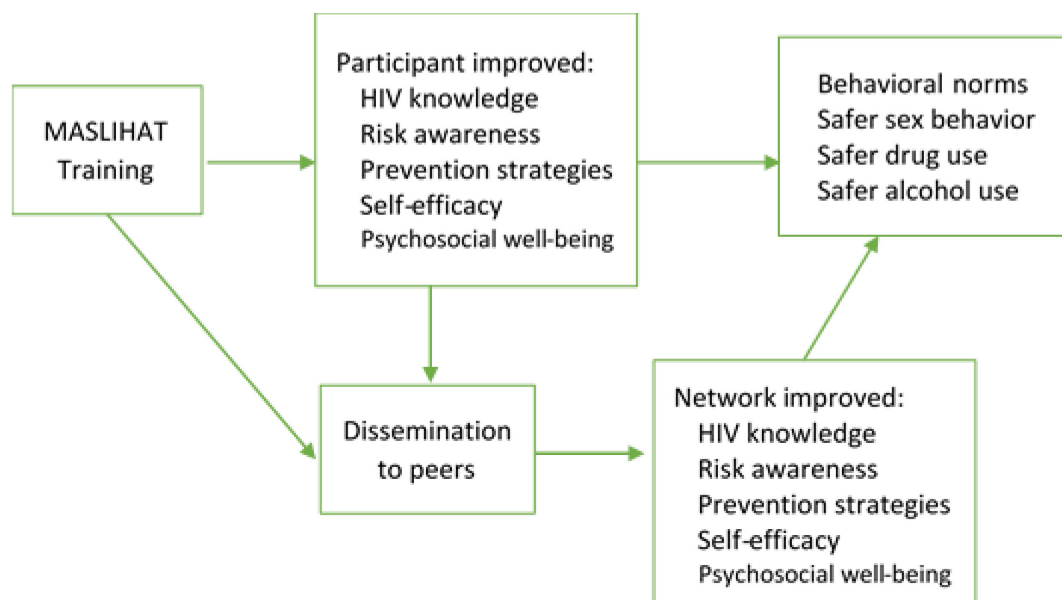 MASLIHAT
Training
Participant improved:
HIV knowledge
Risk awareness
Prevention strategies
Self-efficacy
Psychosocial well-being
Behavioral norms
Safer sex behavior
Safer drug use
Safer alcohol use
Dissemination
to peers
Network improved:
HIV knowledge
Risk awareness
Prevention strategies
Self-efficacy
Psychosocial well-being